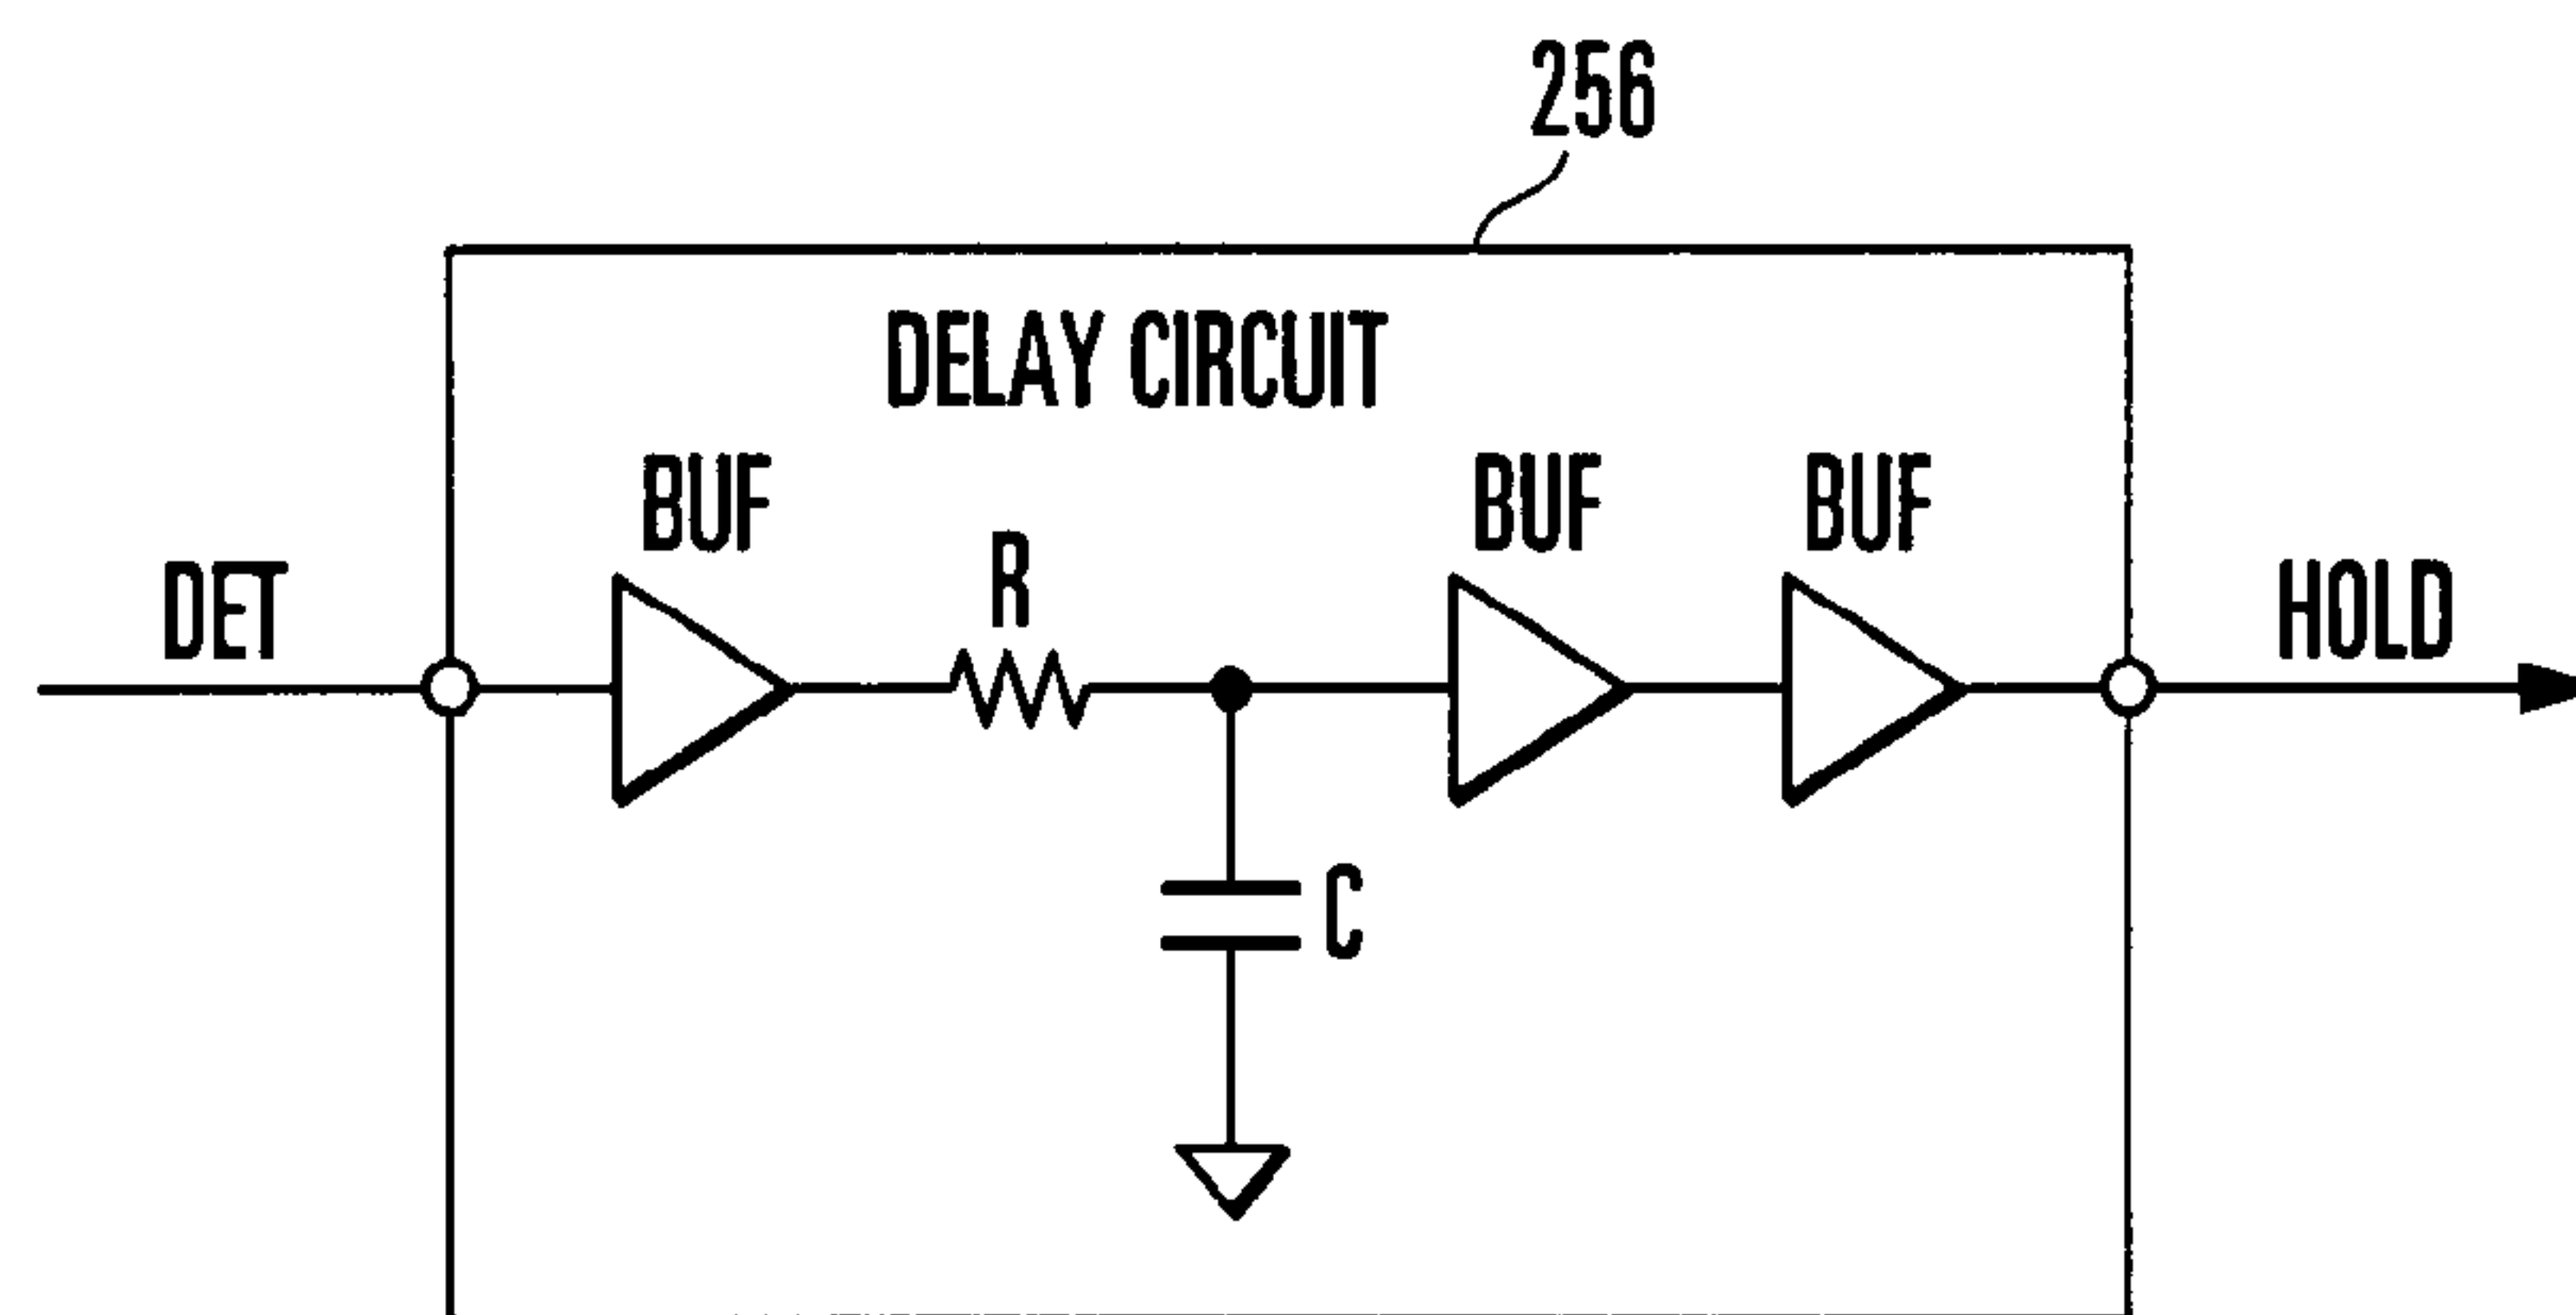 256
DELAY CIRCUIT
BUF
BUF
BUF
R
DET
HOLD
C